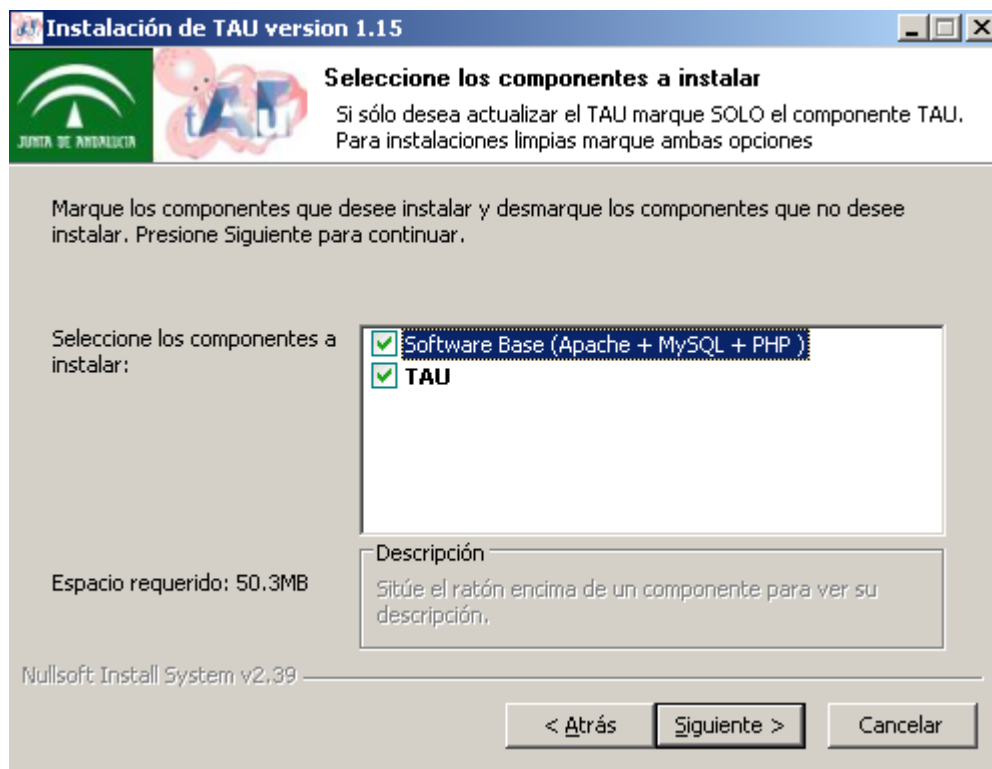 Instalación de TAU version 1.15
JUNTA DE ANDALUCIA
tAU
Seleccione los componentes a instalar
Si sólo desea actualizar el TAU marque SOLO el componente TAU.
Para instalaciones limpias marque ambas opciones
Marque los componentes que desee instalar y desmarque los componentes que no desee
instalar. Presione Siguiente para continuar.
Seleccione los componentes a
instalar:
Software Base (Apache + MySQL + PHP )
TAU
Espacio requerido: 50.3MB
Descripción
Sitúe el ratón encima de un componente para ver su
descripción.
Nullsoft Install System v2.39
< Atrás
Siguiente >
Cancelar